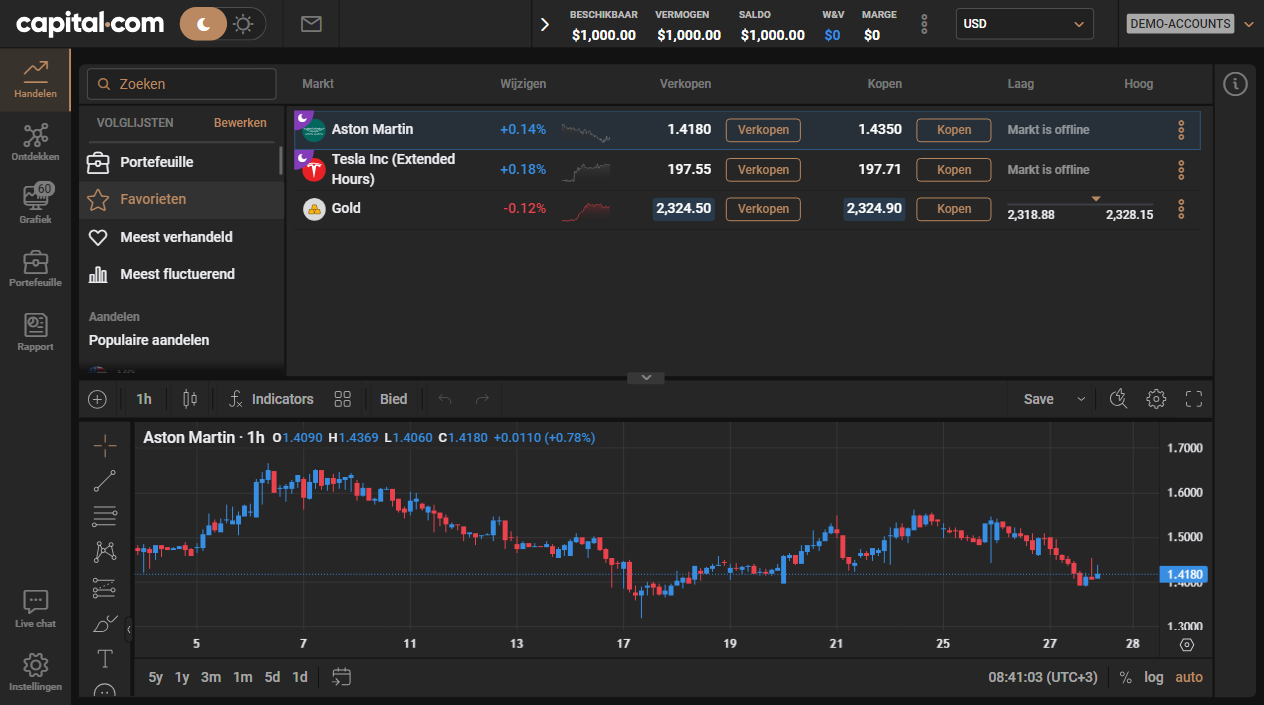 capital.com
BESCHIKBAAR VERMOGEN SALDO W&V MARGE
$1,000.00 $1,000.00 $1,000.00 $0 $0
USD
DEMO-ACCOUNTS
Handelen
Ontdekken
60
Grafiek
Portefeuille
Rapport
Live chat
Instellingen
Zoeken
VOLGLIJSTEN Bewerken
Portefeuille
Favorieten
Meest verhandeld
Meest fluctuerend
Aandelen
Populaire aandelen
Markt Wijzigen Verkopen Kopen Laag Hoog
Aston Martin +0.14% 1.4180 Verkopen 1.4350 Kopen Markt is offline
Tesla Inc (Extended
Hours) +0.18% 197.55 Verkopen 197.71 Kopen Markt is offline
Gold -0.12% 2,324.50 Verkopen 2,324.90 Kopen 2,318.88 2,328.15
1h Indicators Bied Save
Aston Martin · 1h O1.4090 H1.4369 L1.4060 C1.4180 +0.0110 (+0.78%)
1.7000
1.6000
1.5000
1.4180
1.4000
1.3000
5 7 11 13 17 19 21 25 27 28
5y 1y 3m 1m 5d 1d 08:41:03 (UTC+3) % log auto